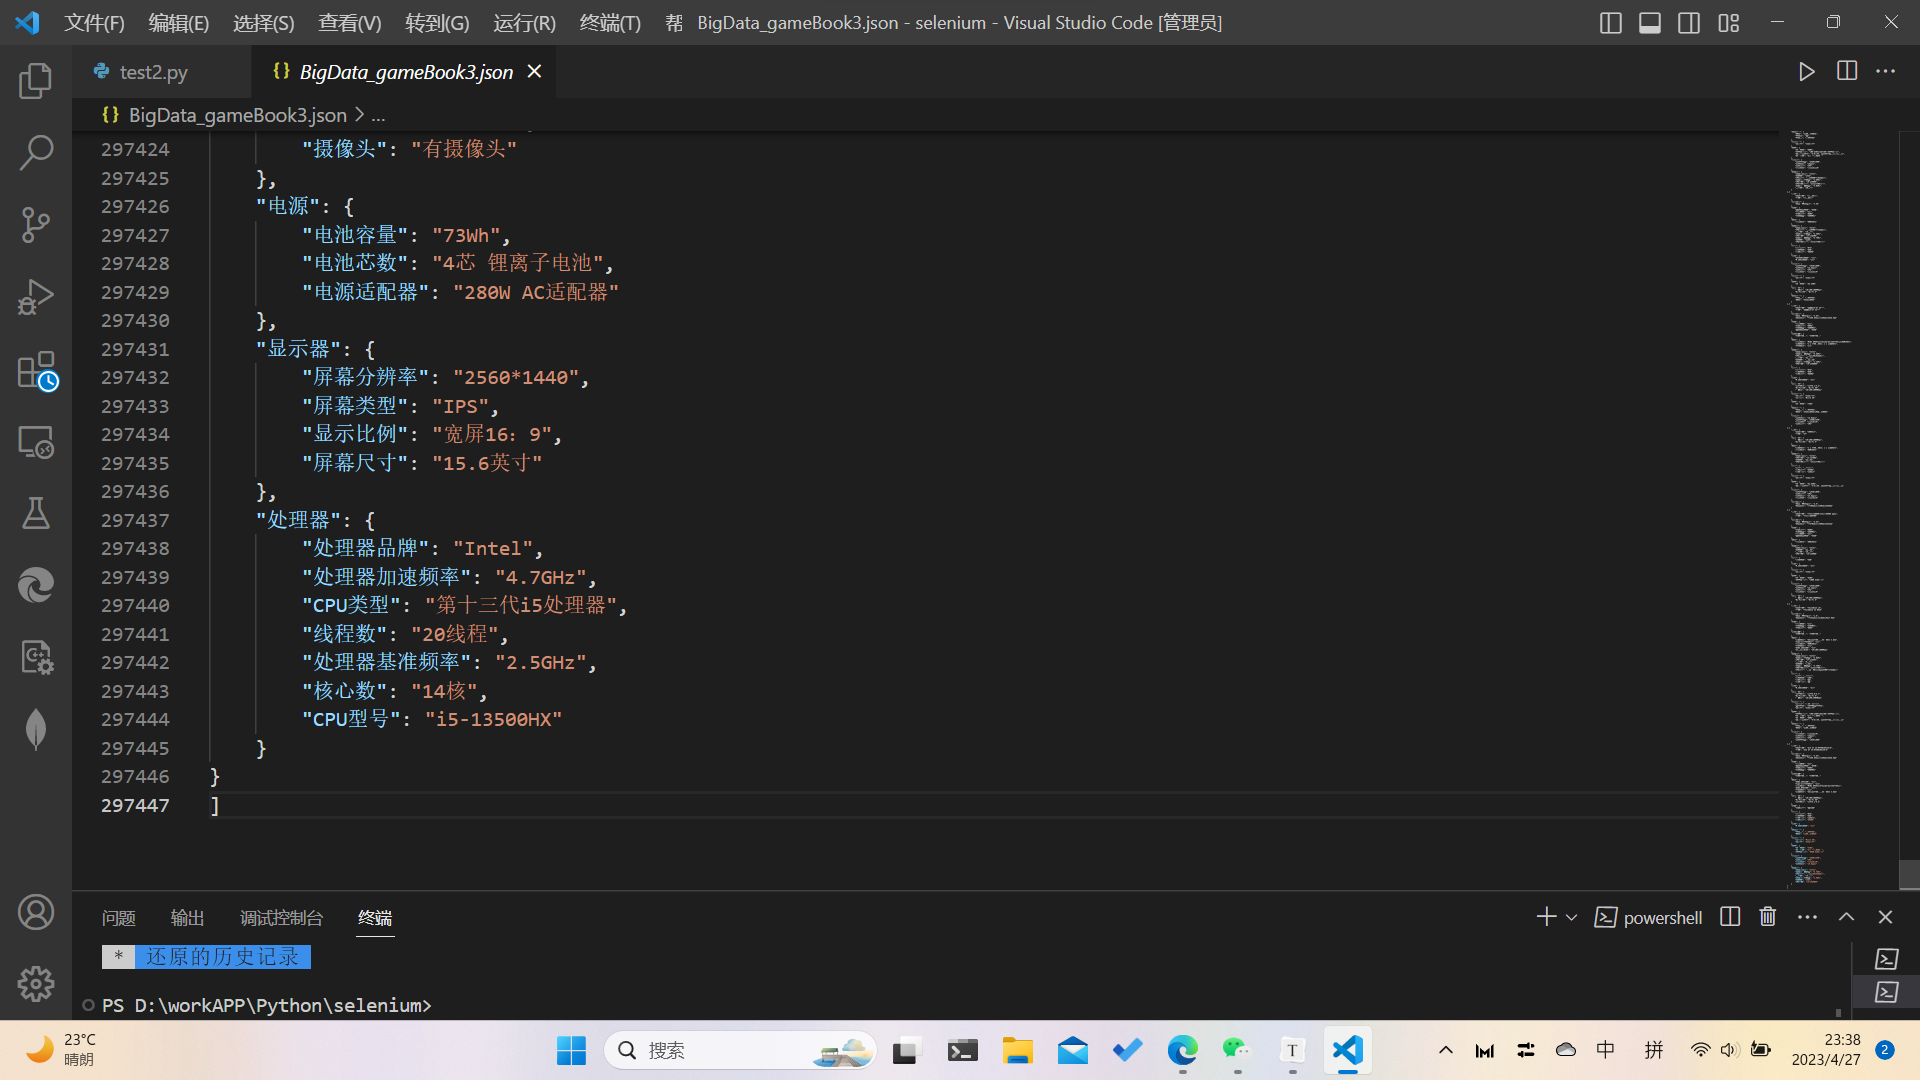 文件(F) 编辑(E) 选择(S) 查看(V) 转到(G) 运行(R) 终端(T) 帮 BigData_gameBook3.json - selenium - Visual Studio Code [管理员]
test2.py {} BigData_gameBook3.json
{} BigData_gameBook3.json > ...
297424 "摄像头": "有摄像头"
297425 },
297426 "电源": {
297427 "电池容量": "73Wh",
297428 "电池芯数": "4芯 锂离子电池",
297429 "电源适配器": "280W AC适配器"
297430 },
297431 "显示器": {
297432 "屏幕分辨率": "2560*1440",
297433 "屏幕类型": "IPS",
297434 "显示比例": "宽屏16：9",
297435 "屏幕尺寸": "15.6英寸"
297436 },
297437 "处理器": {
297438 "处理器品牌": "Intel",
297439 "处理器加速频率": "4.7GHz",
297440 "CPU类型": "第十三代i5处理器",
297441 "线程数": "20线程",
297442 "处理器基准频率": "2.5GHz",
297443 "核心数": "14核",
297444 "CPU型号": "i5-13500HX"
297445 }
297446 }
297447 ]
问题 输出 调试控制台 终端 powershell
* 还原的历史记录
PS D:\workAPP\Python\selenium>
23°C
晴朗
搜索
中 拼
23:38
2023/4/27
2